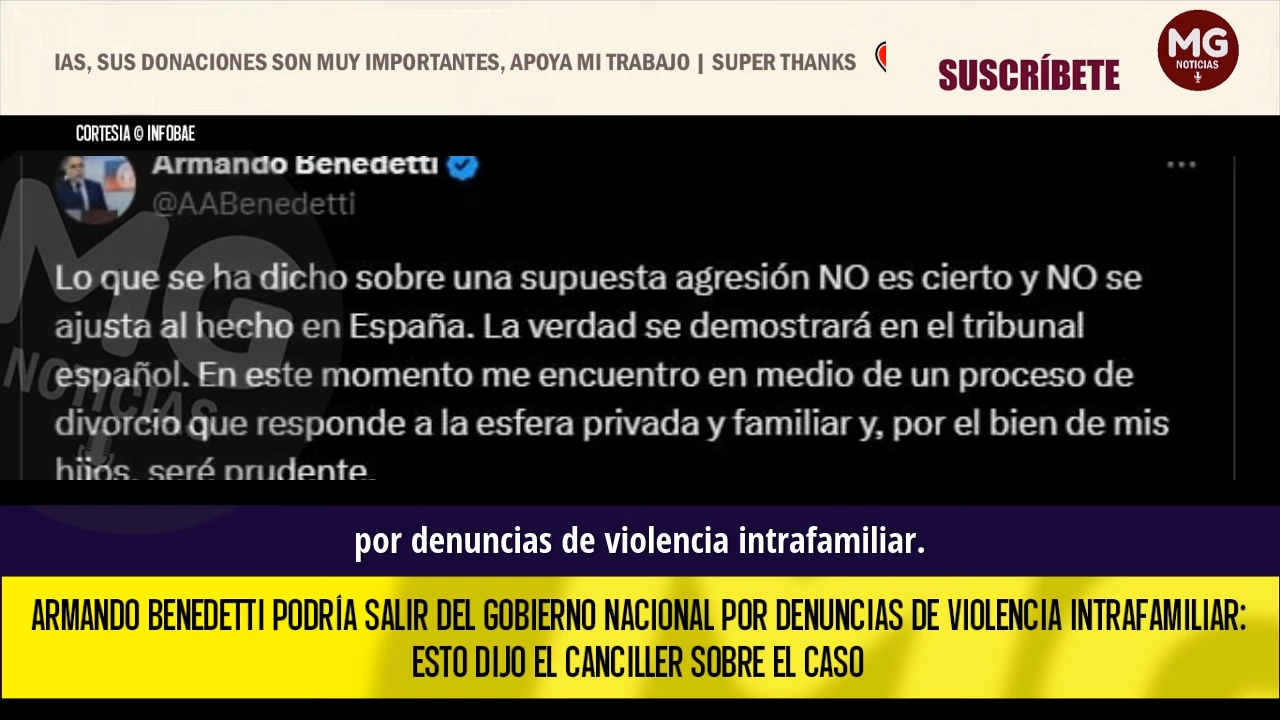 IAS, SUS DONACIONES SON MUY IMPORTANTES, APOYA MI TRABAJO | SUPER THANKS
SUSCRÍBETE
MG
NOTICIAS
CORTESIA © INFOBAE
Armando Benedetti
@AABenedetti
Lo que se ha dicho sobre una supuesta agresión NO es cierto y NO se
ajusta al hecho en España. La verdad se demostrará en el tribunal
español. En este momento me encuentro en medio de un proceso de
divorcio que responde a la esfera privada y familiar y, por el bien de mis
hijos, seré prudente.
MG
NOTICIAS
por denuncias de violencia intrafamiliar.
ARMANDO BENEDETTI PODRÍA SALIR DEL GOBIERNO NACIONAL POR DENUNCIAS DE VIOLENCIA INTRAFAMILIAR:
ESTO DIJO EL CANCILLER SOBRE EL CASO